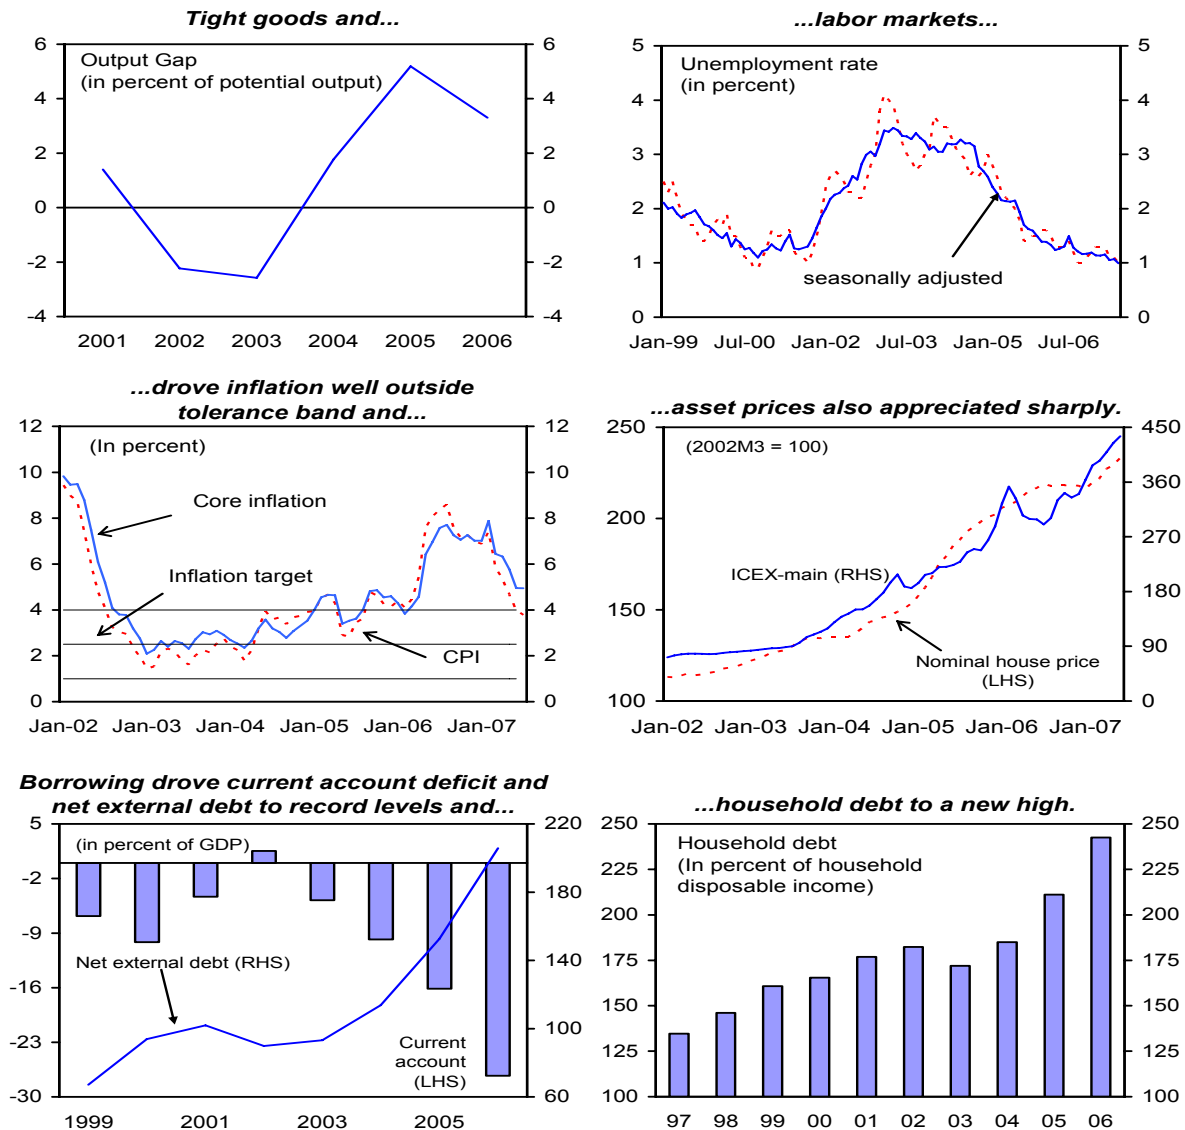 Tight goods and...
6
4
2
0
-2
-4
Output Gap
(in percent of potential output)
6
4
2
0
-2
-4
2001 2002 2003 2004 2005 2006
...labor markets...
5
4
3
2
1
0
Unemployment rate
(in percent)
seasonally adjusted
5
4
3
2
1
0
Jan-99 Jul-00 Jan-02 Jul-03 Jan-05 Jul-06
...drove inflation well outside
tolerance band and...
12
10
8
6
4
2
0
(In percent)
Core inflation
Inflation target
CPI
12
10
8
6
4
2
0
Jan-02 Jan-03 Jan-04 Jan-05 Jan-06 Jan-07
...asset prices also appreciated sharply.
250
200
150
100
(2002M3 = 100)
ICEX-main (RHS)
Nominal house price
(LHS)
450
360
270
180
90
0
Jan-02 Jan-03 Jan-04 Jan-05 Jan-06 Jan-07
Borrowing drove current account deficit and
net external debt to record levels and...
5
-2
-9
-16
-23
-30
(in percent of GDP)
Net external debt (RHS)
Current
account
(LHS)
220
180
140
100
60
1999 2001 2003 2005
...household debt to a new high.
250
225
200
175
150
125
100
Household debt
(In percent of household
disposable income)
250
225
200
175
150
125
100
97 98 99 00 01 02 03 04 05 06